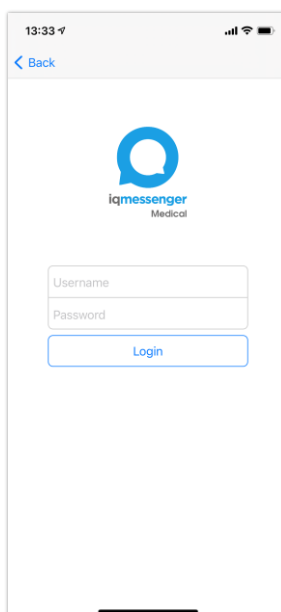 13:33
Back
iqmessenger
Medical
Username
Password
Login